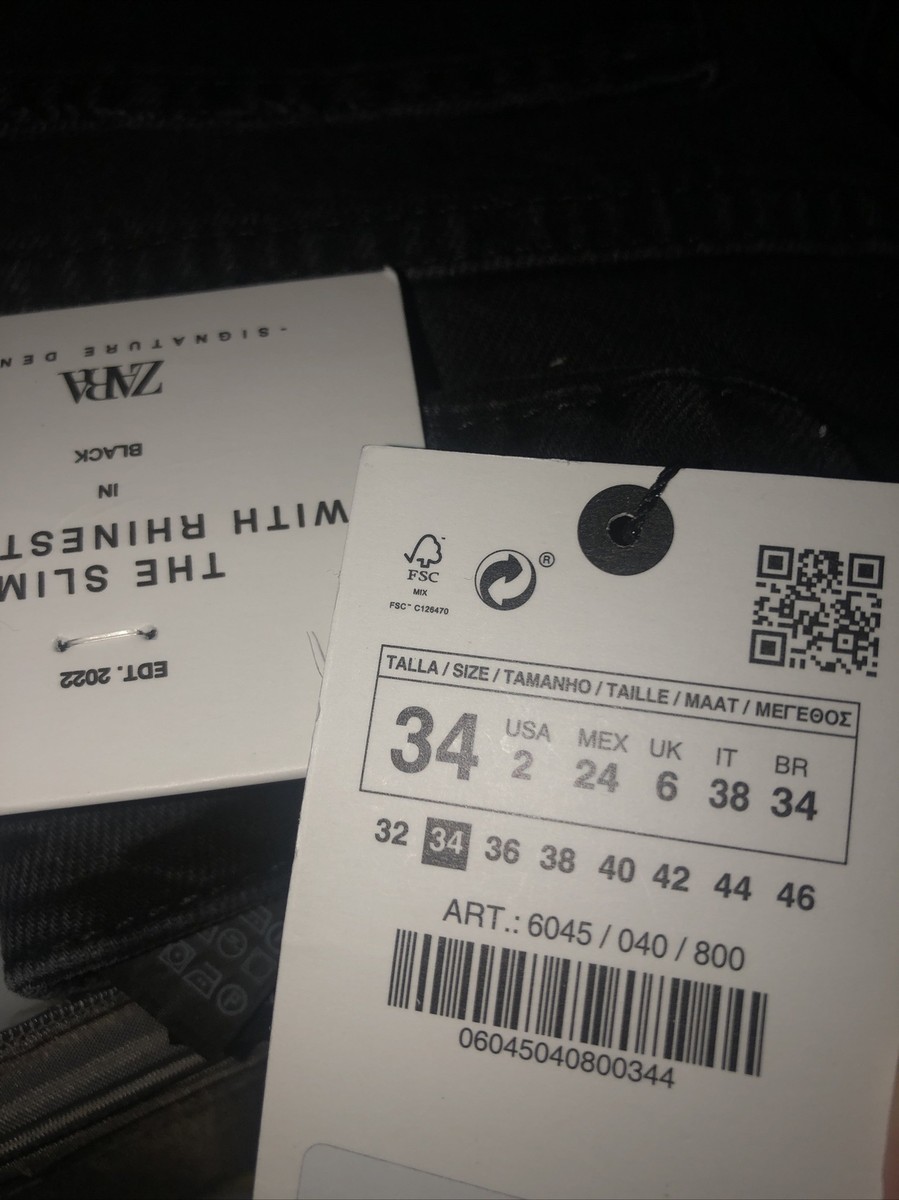 -SIGNATURE DEN
ZARA
BLACK
IN
WITH RHINEST
THE SLIM
EDT. 2022
FSC
MIX
FSC™ C126470
®
TALLA / SIZE / TAMANHO / TAILLE / MAAT / ΜΕΓΕΘΟΣ
34 USA 2 MEX 24 UK 6 IT 38 BR 34
32 34 36 38 40 42 44 46
ART.: 6045 / 040 / 800
06045040800344